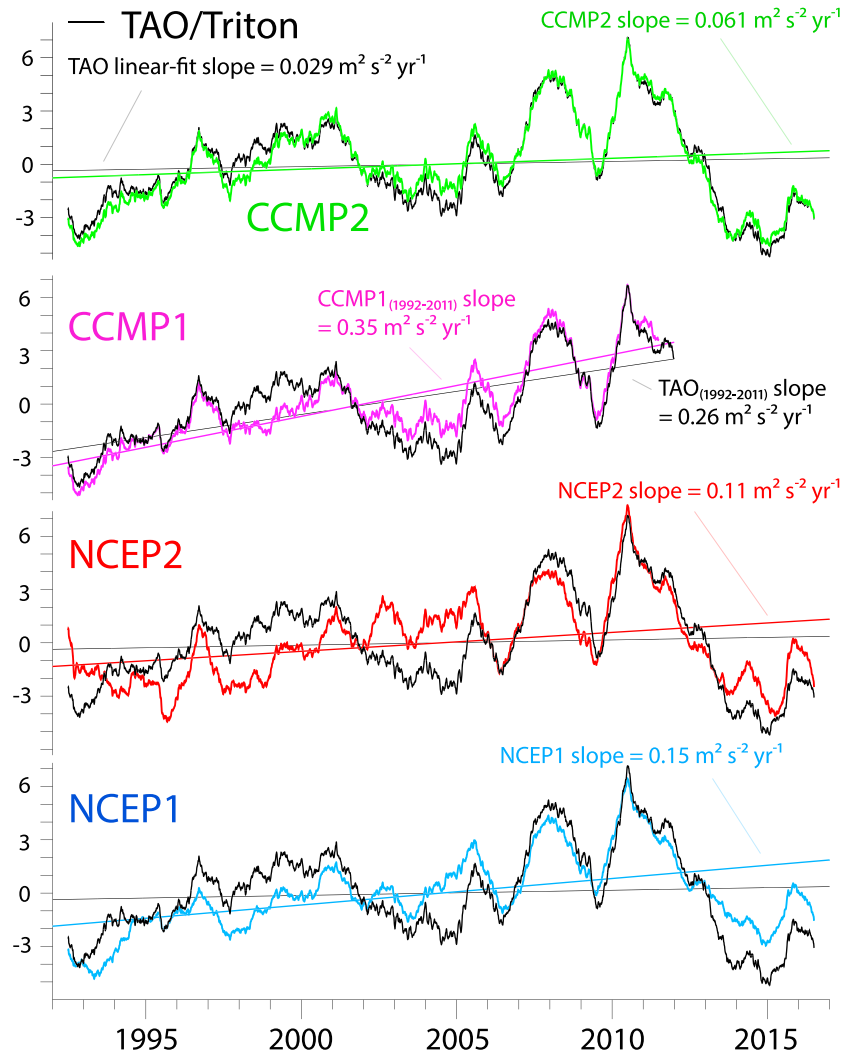 TAO/Triton
TAO linear-fit slope = 0.029 m² s⁻² yr⁻¹
CCMP2 slope = 0.061 m² s⁻² yr⁻¹
6
3
0
-3
CCMP2
CCMP1
CCMP1(1992-2011) slope
= 0.35 m² s⁻² yr⁻¹
6
3
0
-3
TAO(1992-2011) slope
= 0.26 m² s⁻² yr⁻¹
NCEP2 slope = 0.11 m² s⁻² yr⁻¹
NCEP2
6
3
0
-3
NCEP1 slope = 0.15 m² s⁻² yr⁻¹
NCEP1
6
3
0
-3
1995 2000 2005 2010 2015